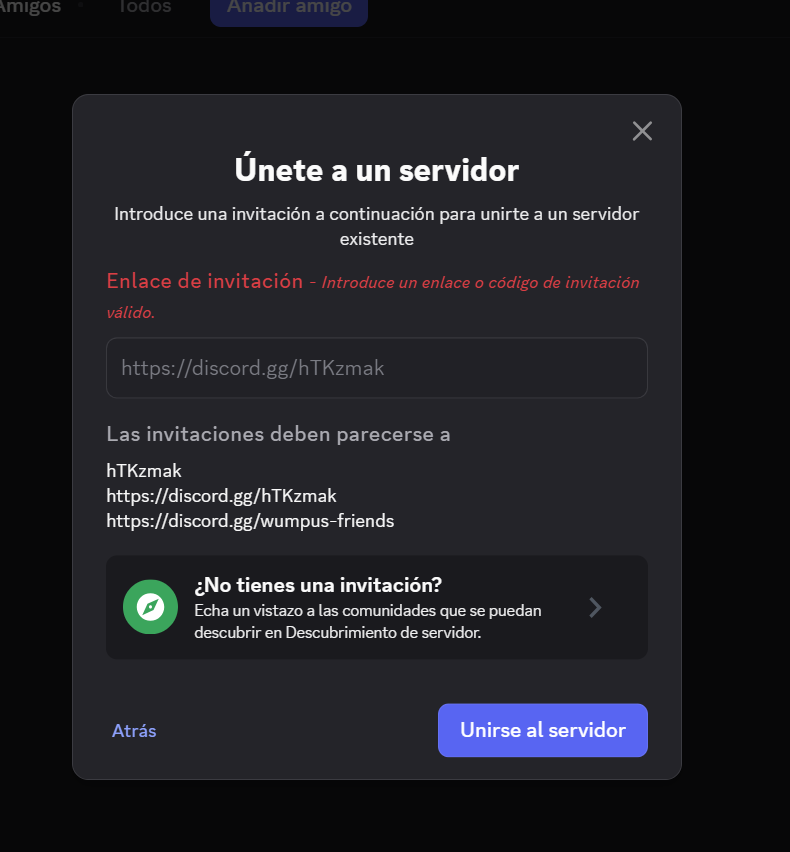 Amigos
Todos
Añadir amigo
Únete a un servidor
Introduce una invitación a continuación para unirte a un servidor
existente
Enlace de invitación - Introduce un enlace o código de invitación
válido.
https://discord.gg/hTKzmak
Las invitaciones deben parecerse a
hTKzmak
https://discord.gg/hTKzmak
https://discord.gg/wumpus-friends
¿No tienes una invitación?
Echa un vistazo a las comunidades que se puedan
descubrir en Descubrimiento de servidor.
Atrás
Unirse al servidor